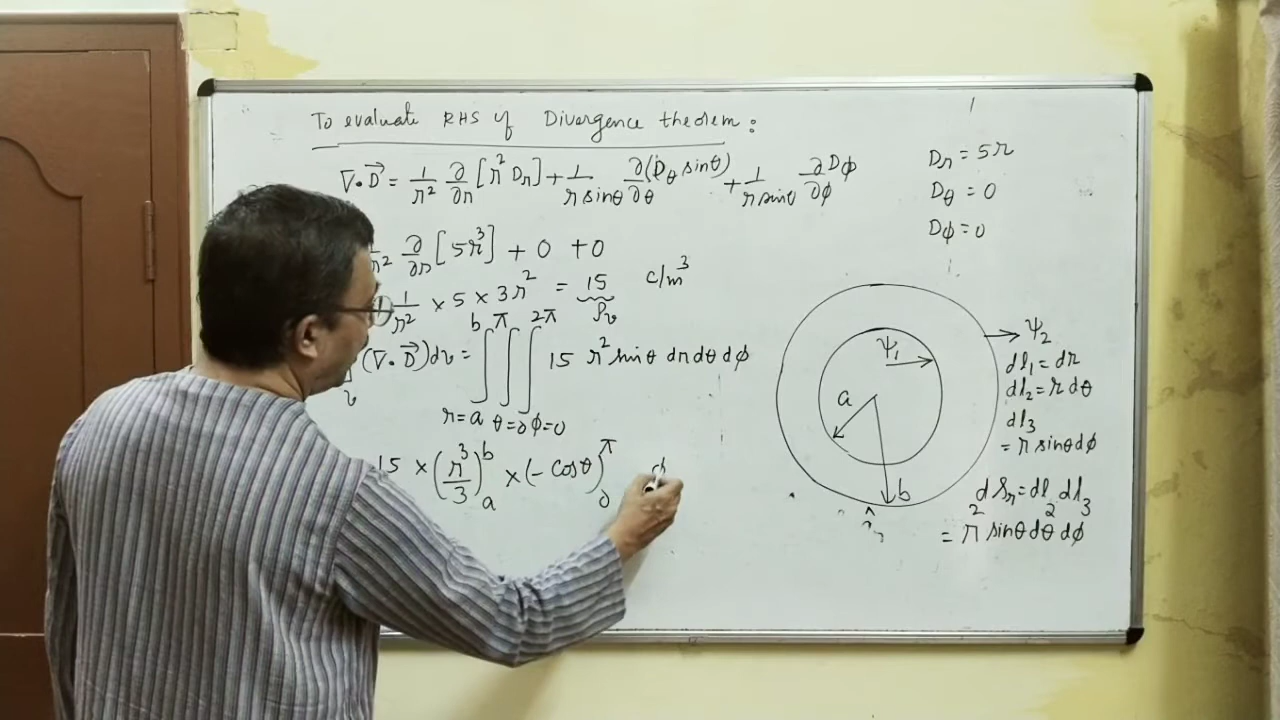 To evaluate RHS of Divergence theorem :
∇·D⃗ = 1/r² ∂/∂r [r² Dr] + 1/r sinθ ∂(Dθ sinθ)/∂θ + 1/r sinθ ∂Dφ/∂φ
/r² ∂/∂r [5r³] + 0 + 0
1/r² × 5 × 3r² = 15 c/m³
ρv
∫v (∇·D⃗)dv = ∫r=a b ∫θ=0 π ∫φ=0 2π 15 r² sinθ dr dθ dφ
15 × (r³/3)a b × (- cosθ)0 π φ
Dr = 5r
Dθ = 0
Dφ = 0
ψ1
ψ2
a
b
dl1 = dr
dl2 = r dθ
dl3
= r sinθ dφ
dSr = dl2 dl3
= r² sinθ dθ dφ